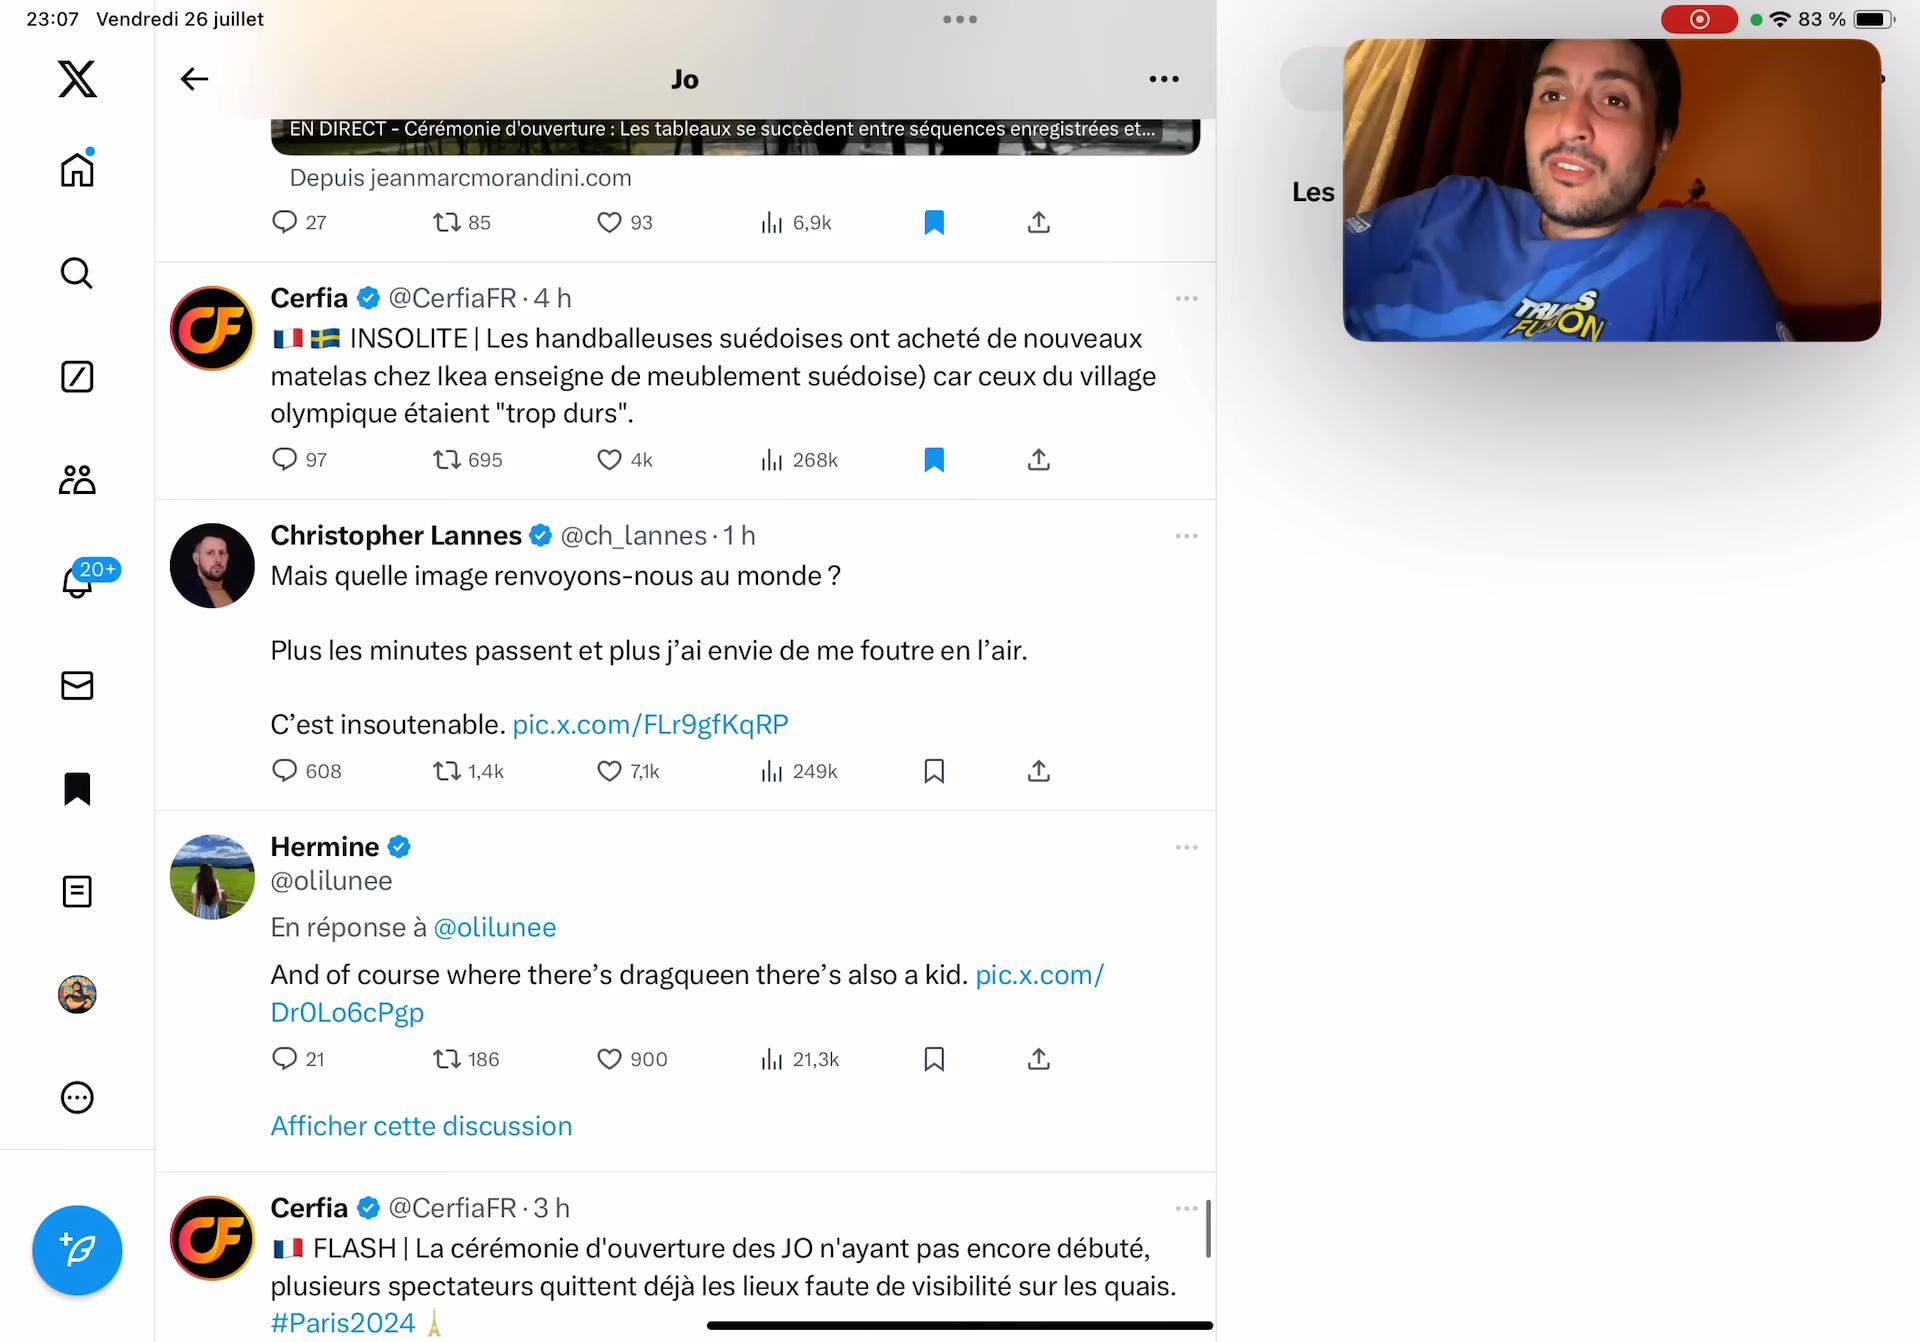 23:07 Vendredi 26 juillet
83 %
Jo
EN DIRECT - Cérémonie d'ouverture : Les tableaux se succèdent entre séquences enregistrées et...
Depuis jeanmarcmorandini.com
27 85 93 6,9k
Les
Cerfia @CerfiaFR · 4 h
INSOLITE | Les handballeuses suédoises ont acheté de nouveaux
matelas chez Ikea enseigne de meublement suédoise) car ceux du village
olympique étaient "trop durs".
97 695 4k 268k
Christopher Lannes @ch_lannes · 1 h
Mais quelle image renvoyons-nous au monde ?
Plus les minutes passent et plus j’ai envie de me foutre en l’air.
C’est insoutenable. pic.x.com/FLr9gfKqRP
608 1,4k 7,1k 249k
20+
Hermine
@olilunee
En réponse à @olilunee
And of course where there’s dragqueen there’s also a kid. pic.x.com/
Dr0Lo6cPgp
21 186 900 21,3k
Afficher cette discussion
Cerfia @CerfiaFR · 3 h
FLASH | La cérémonie d'ouverture des JO n'ayant pas encore débuté,
plusieurs spectateurs quittent déjà les lieux faute de visibilité sur les quais.
#Paris2024